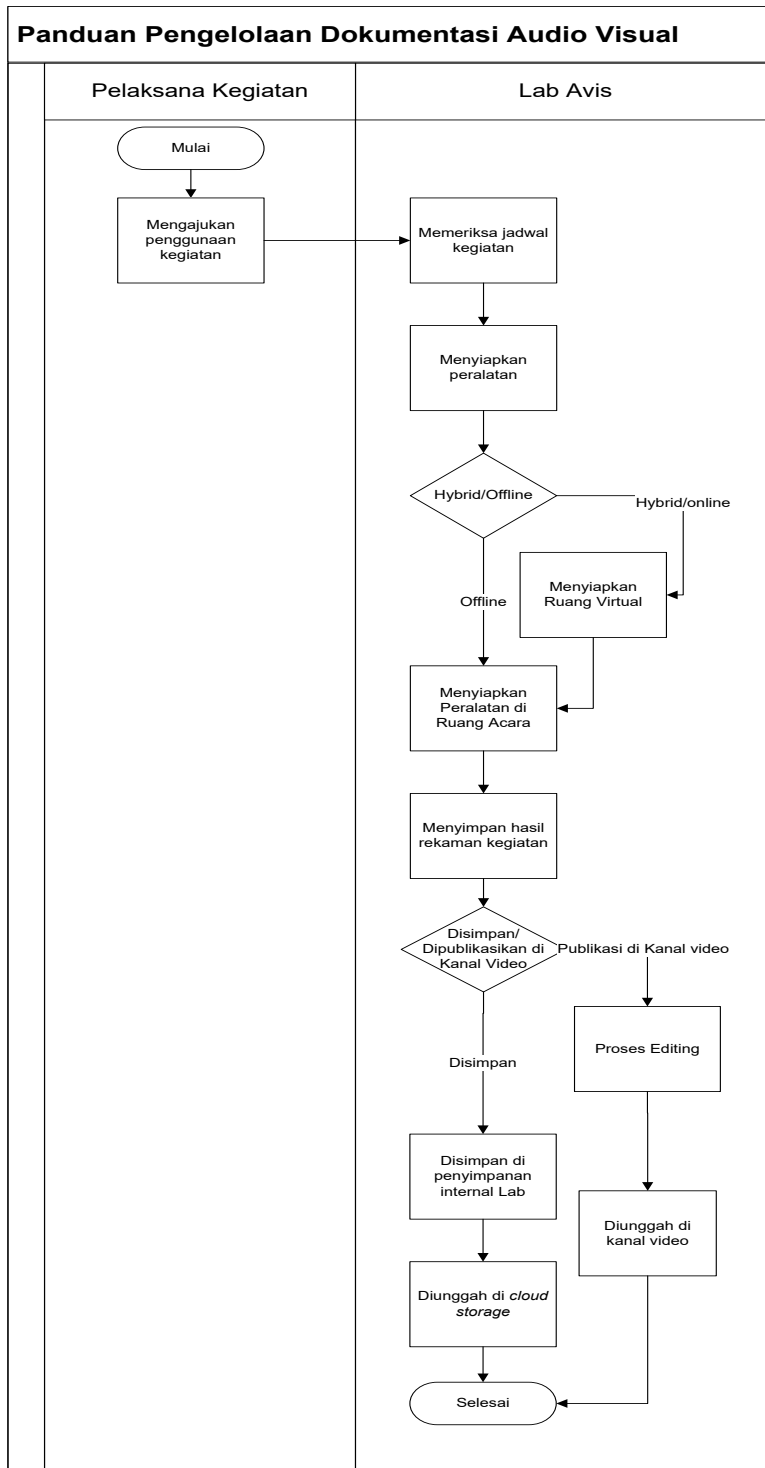 Panduan Pengelolaan Dokumentasi Audio Visual
Pelaksana Kegiatan
Lab Avis
Mulai
Mengajukan
penggunaan
kegiatan
Memeriksa jadwal
kegiatan
Menyiapkan
peralatan
Hybrid/Offline
Hybrid/online
Menyiapkan
Ruang Virtual
Offline
Menyiapkan
Peralatan di
Ruang Acara
Menyimpan hasil
rekaman kegiatan
Disimpan/
Dipublikasikan di
Kanal Video
Publikasi di Kanal video
Proses Editing
Disimpan
Disimpan di
penyimpanan
internal Lab
Diunggah di
kanal video
Diunggah di cloud
storage
Selesai